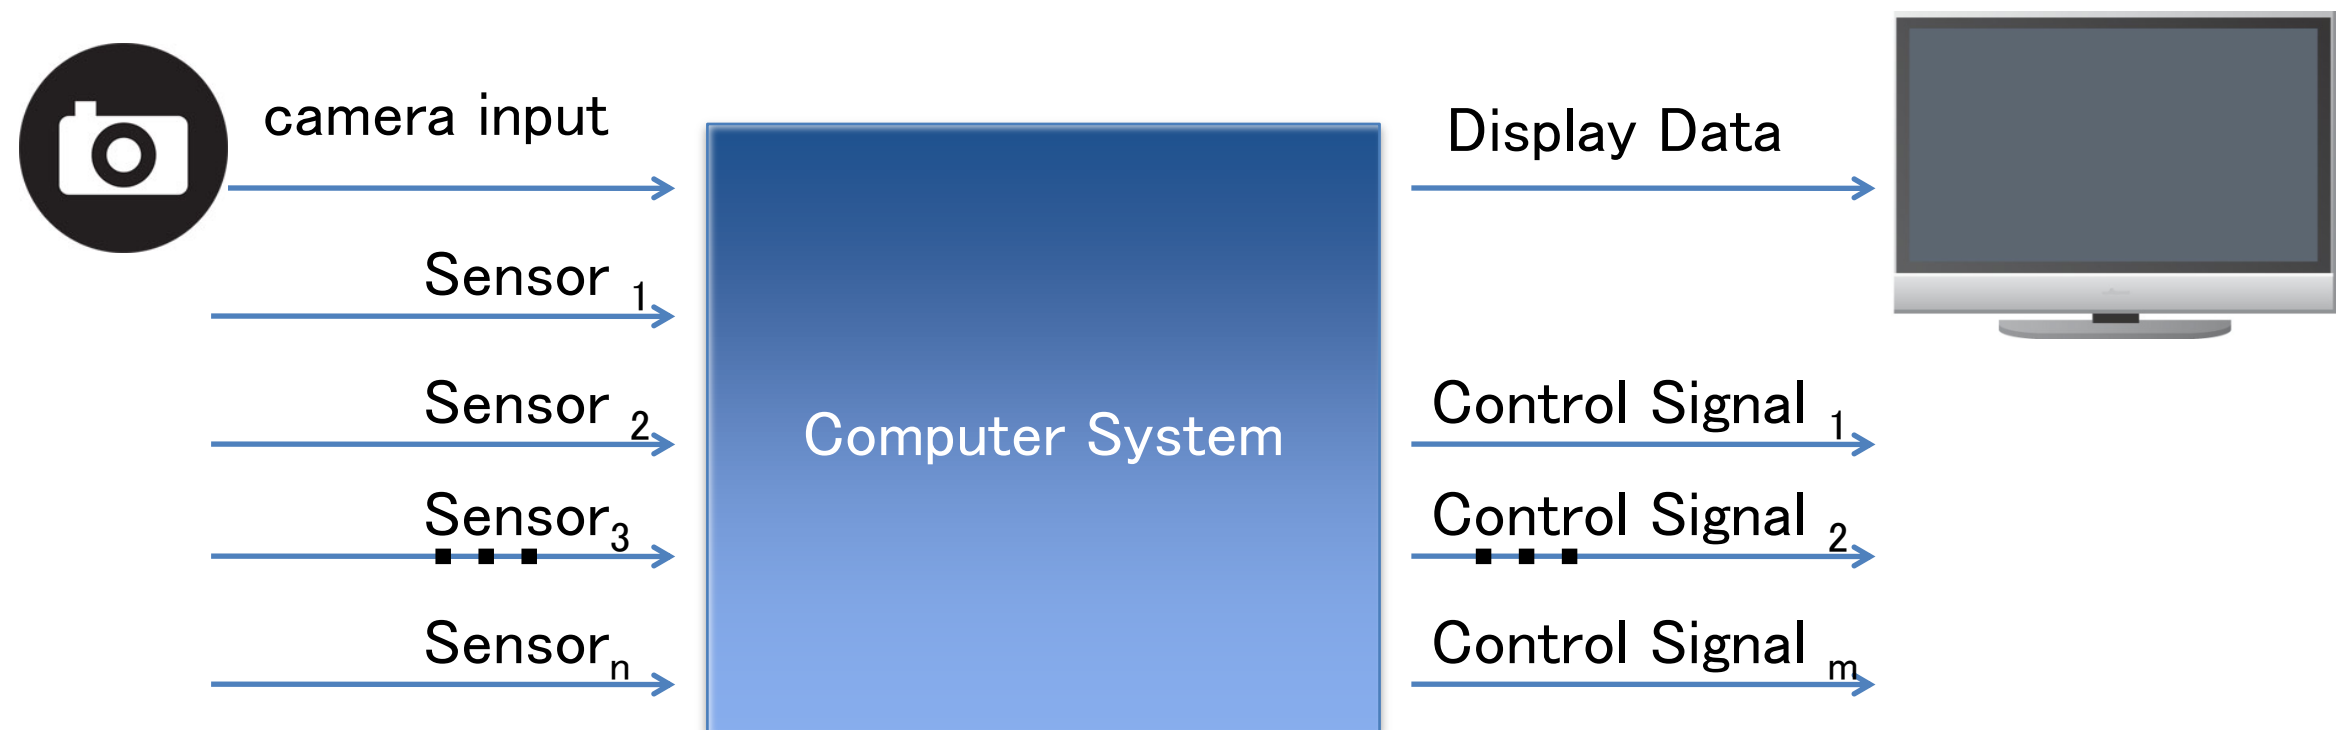 camera input
Display Data
Sensor 1
Sensor 2
Computer System
Control Signal 1
Sensor3
Control Signal 2
Sensorn
Control Signal m